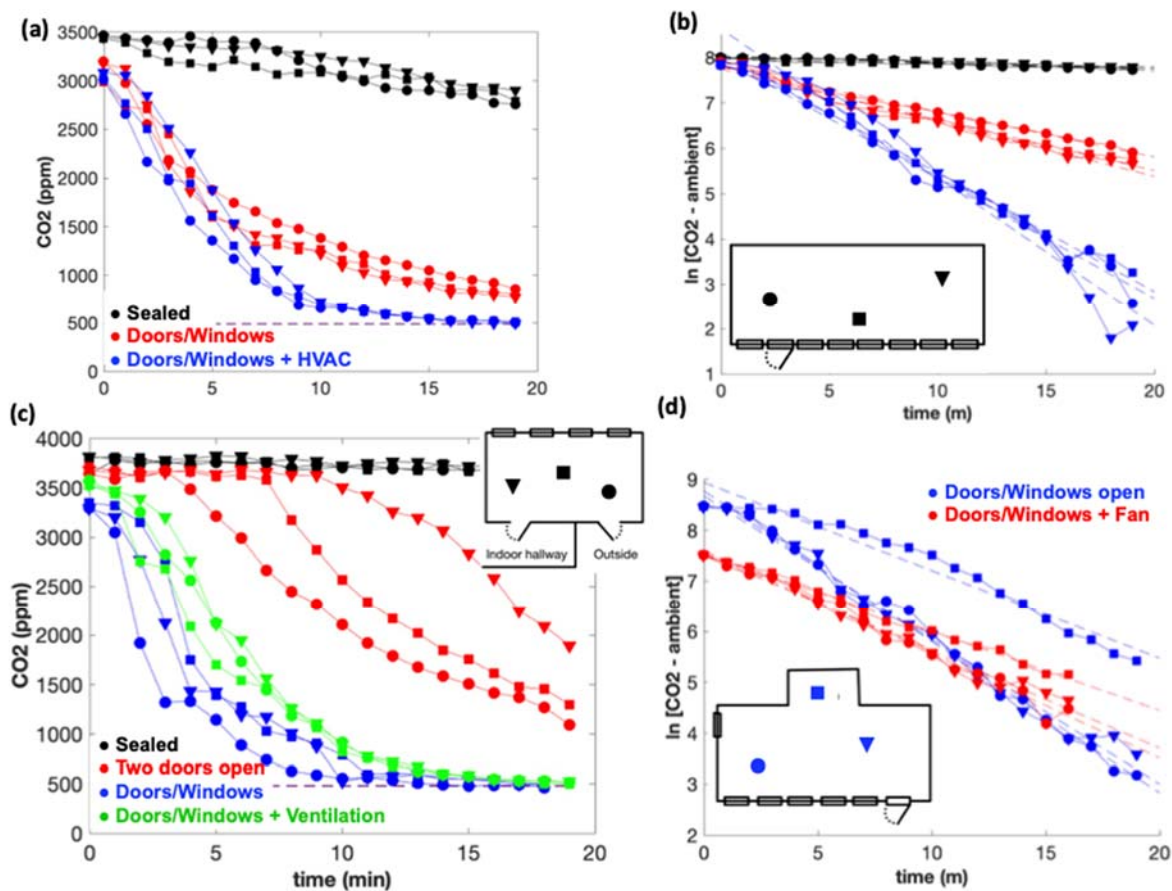 (a)
3500
3000
2500
2000
1500
1000
500
0
CO2 (ppm)
Sealed
Doors/Windows
Doors/Windows + HVAC
0 5 10 15 20
(b)
9
8
7
6
5
4
3
2
1
ln [CO2 - ambient]
0 5 10 15 20
time (m)
(c)
4000
3500
3000
2500
2000
1500
1000
500
0
CO2 (ppm)
Indoor hallway
Outside
Sealed
Two doors open
Doors/Windows
Doors/Windows + Ventilation
0 5 10 15 20
time (min)
(d)
9
8
7
6
5
4
3
2
ln [CO2 - ambient]
Doors/Windows open
Doors/Windows + Fan
0 5 10 15 20
time (m)